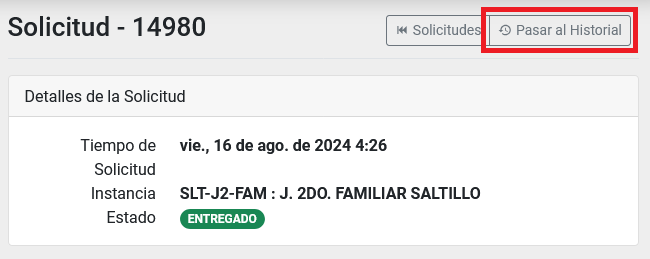 Solicitud - 14980
Solicitudes
Pasar al Historial
Detalles de la Solicitud
Tiempo de Solicitud
vie., 16 de ago. de 2024 4:26
Instancia
SLT-J2-FAM : J. 2DO. FAMILIAR SALTILLO
Estado
ENTREGADO